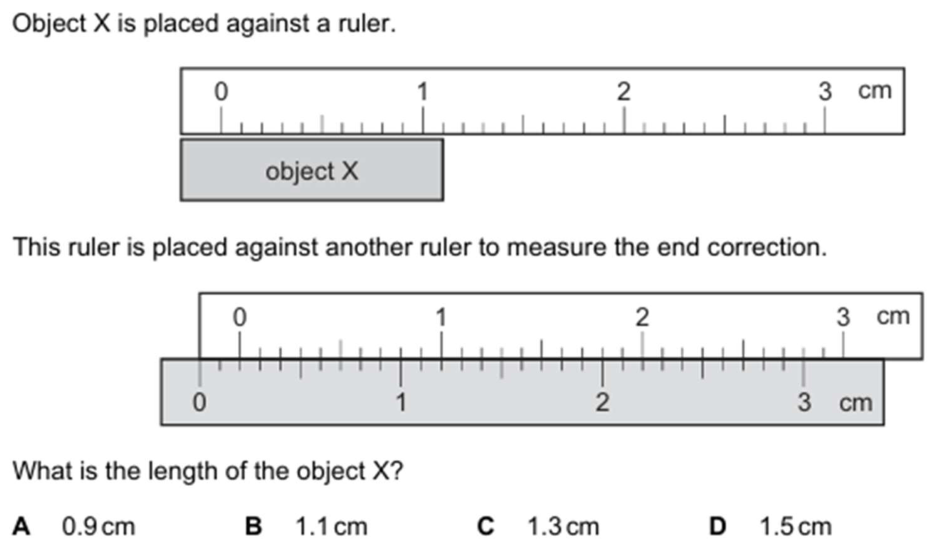 Object X is placed against a ruler.
0 1 2 3 cm
object X
This ruler is placed against another ruler to measure the end correction.
0 1 2 3 cm
0 1 2 3 cm
What is the length of the object X?
A 0.9 cm B 1.1 cm C 1.3 cm D 1.5 cm